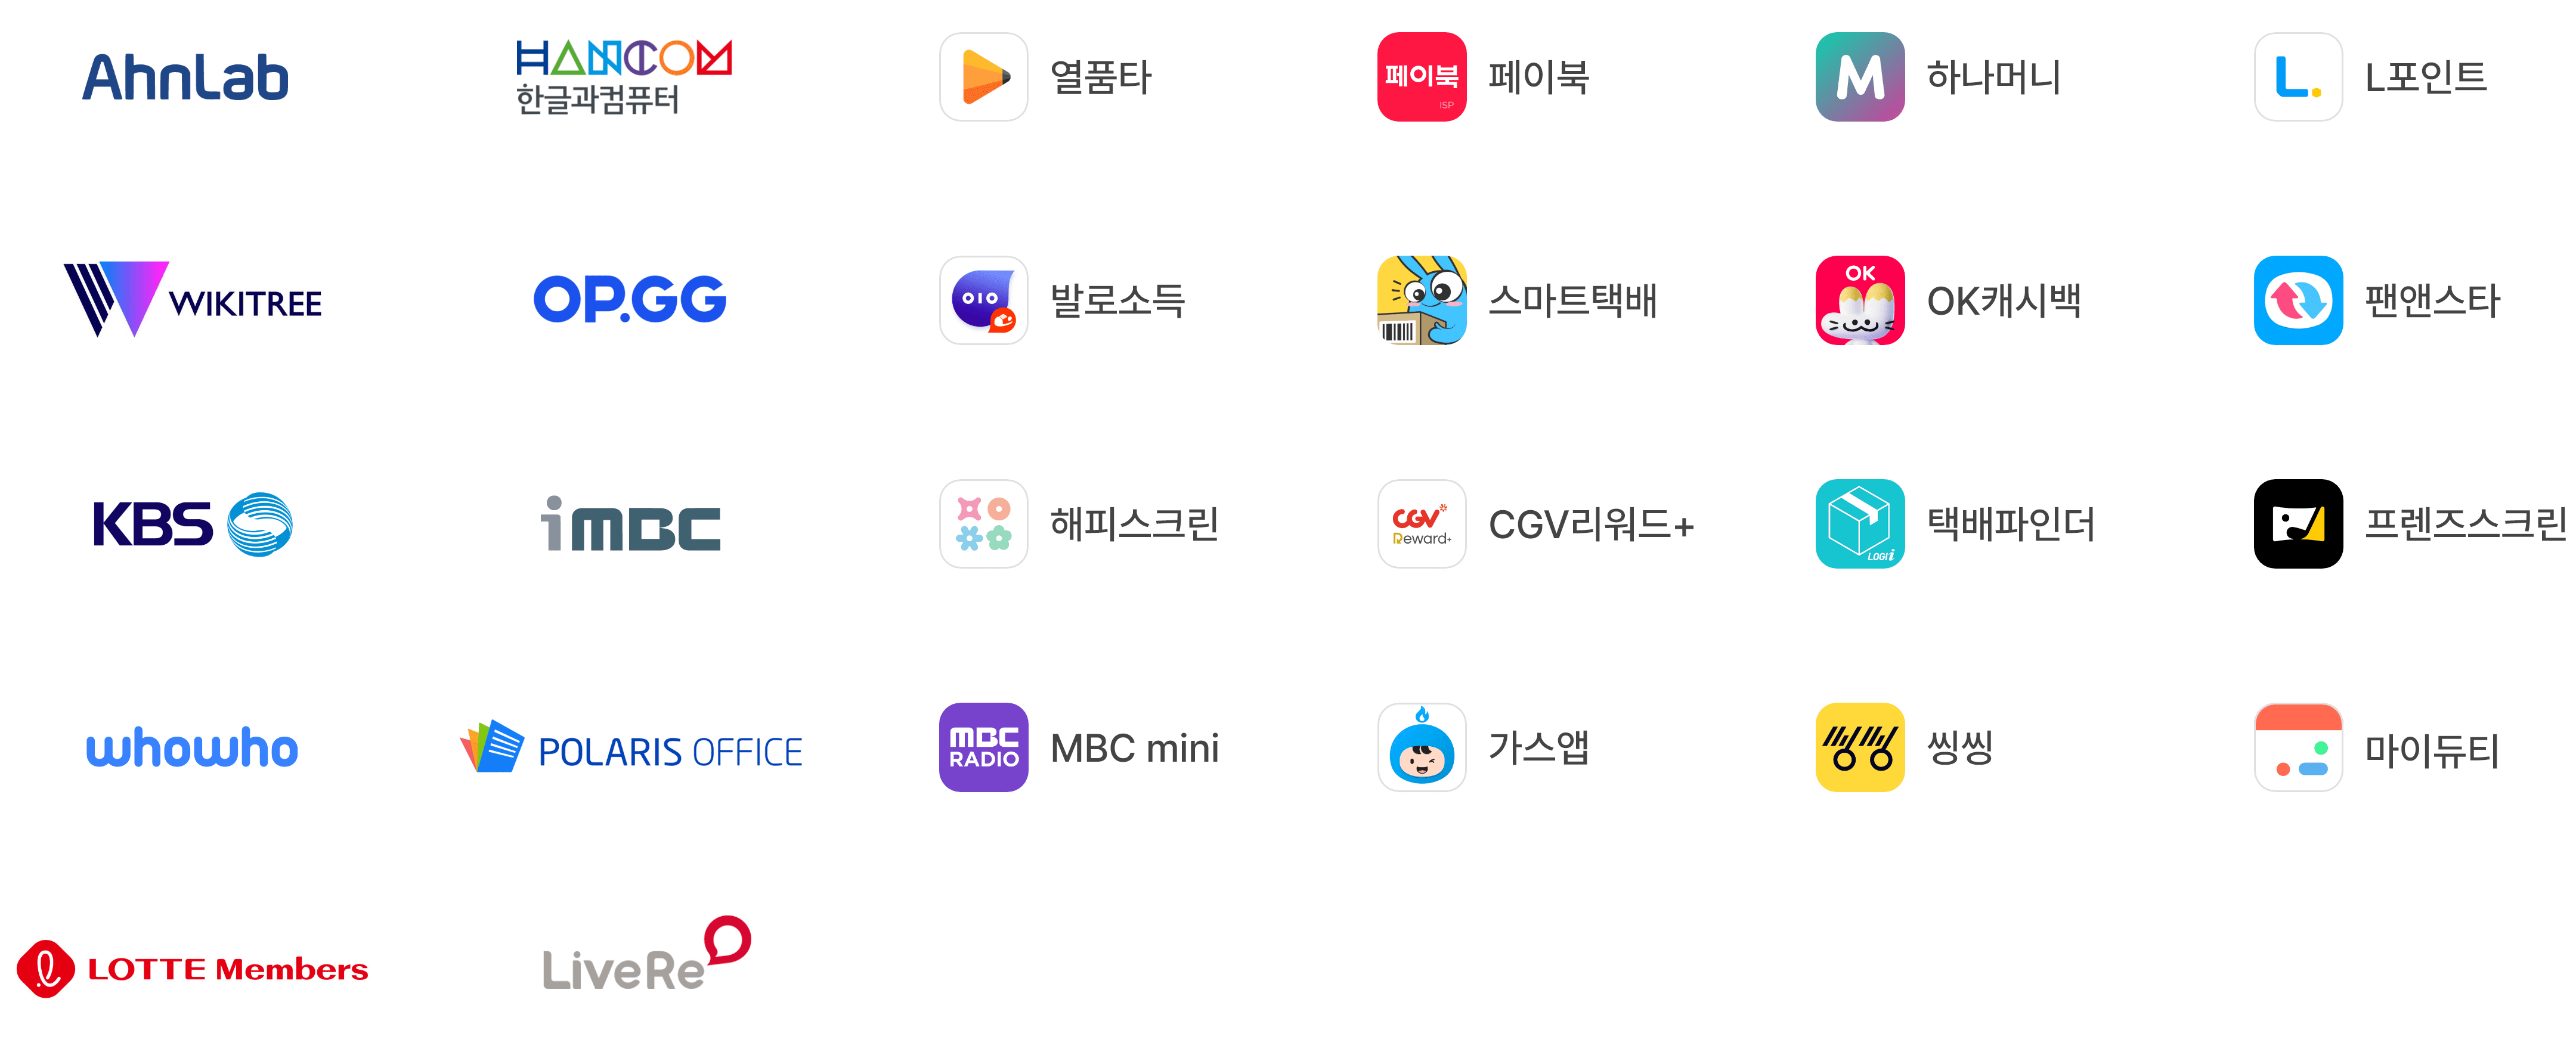 AhnLab
HANCOM
한글과컴퓨터
열품타
페이북
ISP
페이북
M
하나머니
L.
L포인트
WIKITREE
OP.GG
발로소득
스마트택배
OK
OK캐시백
팬앤스타
KBS
iMBC
해피스크린
CGV
Reward+
CGV리워드+
LOGii
택배파인더
프렌즈스크린
whowho
POLARIS OFFICE
MBC
RADIO
MBC mini
가스앱
씽씽
마이듀티
LOTTE Members
LiveRe